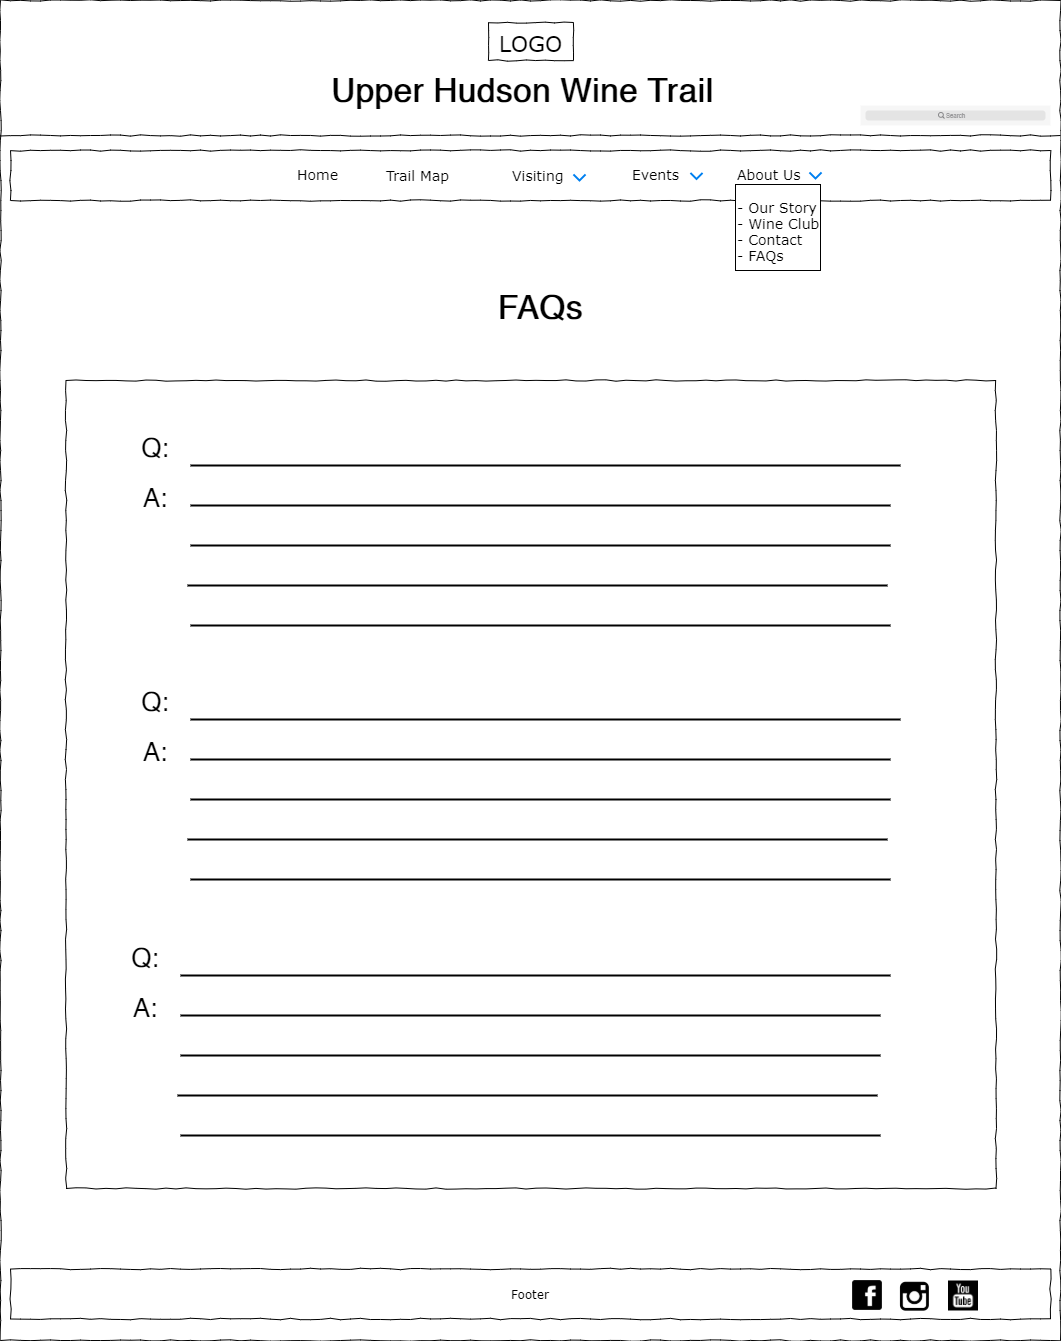 LOGO
Upper Hudson Wine Trail
Search
Home Trail Map Visiting Events About Us
- Our Story
- Wine Club
- Contact
- FAQs
FAQs
Q:
A:
Q:
A:
Q:
A:
Footer
You
Tube